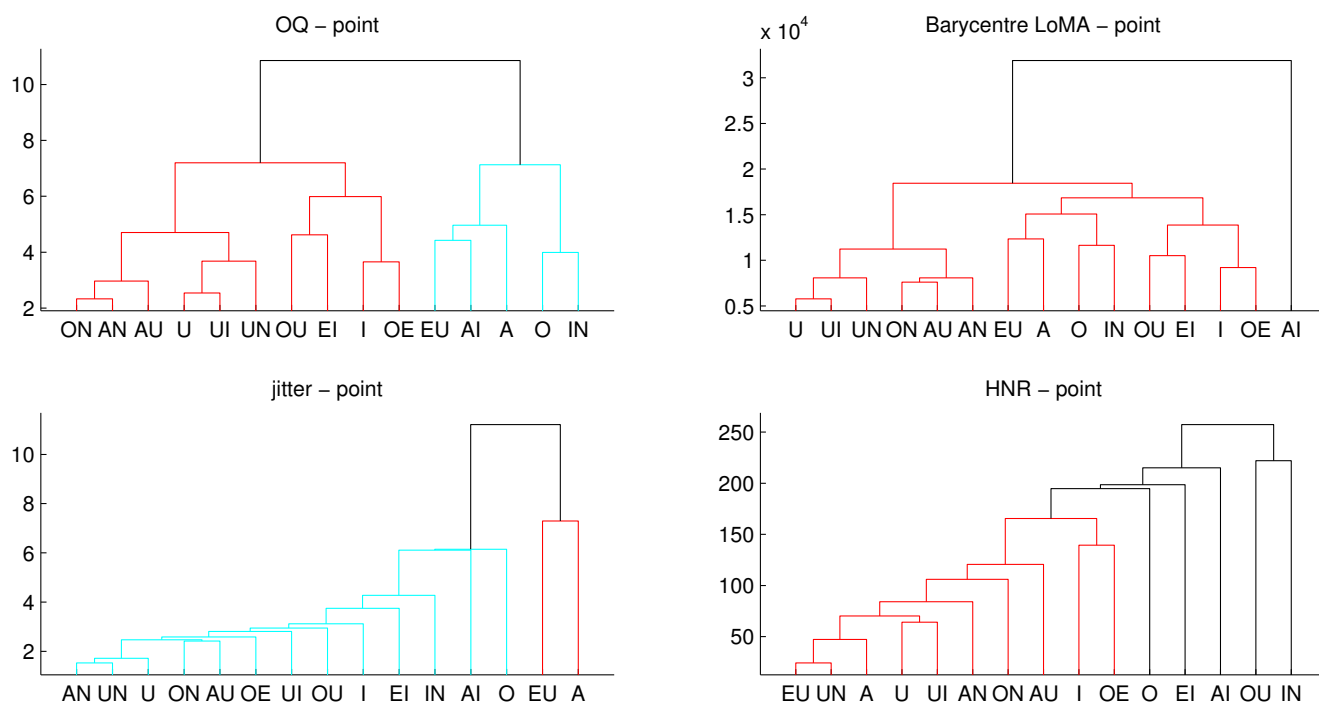 OQ − point
10
8
6
4
2
ON AN AU U UI UN OU EI I OE EU AI A O IN
Barycentre LoMA − point
x 10^4
3
2.5
2
1.5
1
0.5
U UI UN ON AU AN EU A O IN OU EI I OE AI
jitter − point
10
8
6
4
2
AN UN U ON AU OE UI OU I EI IN AI O EU A
HNR − point
250
200
150
100
50
EU UN A U UI AN ON AU I OE O EI AI OU IN